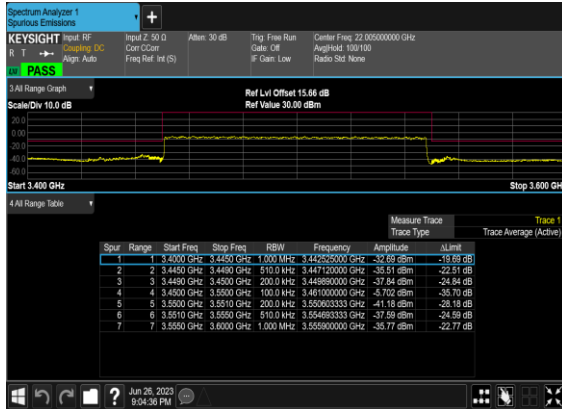 Spectrum Analyzer 1
Spurious Emissions
+
KEYSIGHT Input: RF Input Z: 50 Ω Atten: 30 dB Trig: Free Run Center Freq: 22.005000000 GHz
R T Coupling: DC Corr CCorr Gate: Off Avg|Hold: 100/100
Align: Auto Freq Ref: Int (S) IF Gain: Low Radio Std: None
PASS
3 All Range Graph
Ref Lvl Offset 15.66 dB
Scale/Div 10.0 dB Ref Value 30.00 dBm
20.0
0.00
-20.0
-40.0
-60.0
Start 3.400 GHz Stop 3.600 GHz
4 All Range Table
Measure Trace Trace 1
Trace Type Trace Average (Active)
Spur Range Start Freq Stop Freq RBW Frequency Amplitude ΔLimit
1 1 3.4000 GHz 3.4450 GHz 1.000 MHz 3.442525000 GHz -32.69 dBm -19.69 dB
2 2 3.4450 GHz 3.4490 GHz 510.0 kHz 3.447120000 GHz -35.51 dBm -22.51 dB
3 3 3.4490 GHz 3.4500 GHz 200.0 kHz 3.449890000 GHz -37.84 dBm -24.84 dB
4 4 3.4500 GHz 3.5500 GHz 100.0 kHz 3.461000000 GHz -5.702 dBm -35.70 dB
5 5 3.5500 GHz 3.5510 GHz 200.0 kHz 3.550603333 GHz -41.18 dBm -28.18 dB
6 6 3.5510 GHz 3.5550 GHz 510.0 kHz 3.554693333 GHz -37.59 dBm -24.59 dB
7 7 3.5550 GHz 3.6000 GHz 1.000 MHz 3.555900000 GHz -35.77 dBm -22.77 dB
? Jun 26, 2023
9:04:36 PM